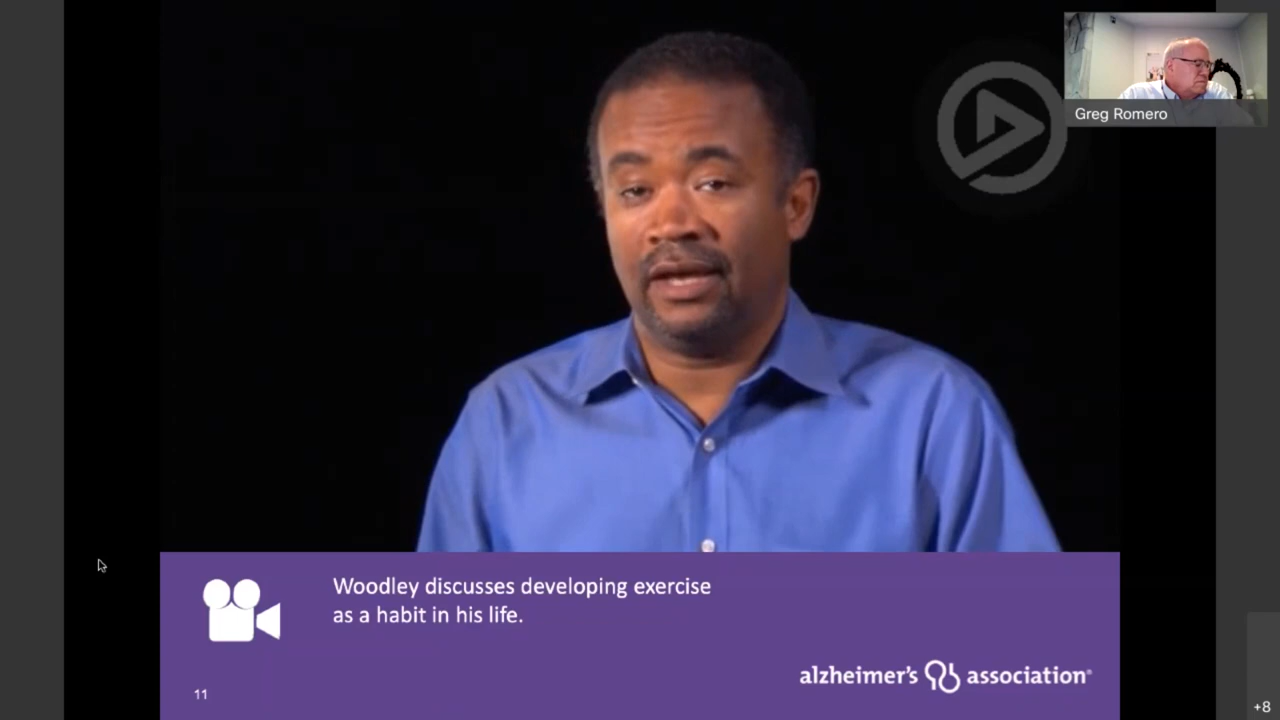 Greg Romero
Woodley discusses developing exercise
as a habit in his life.
alzheimer's association®
11
+8